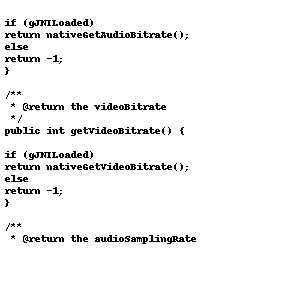 if (gJNILoaded)
return nativeGetAudioBitrate();
else
return -1;
}

/**
 * @return the videoBitrate
 */
public int getVideoBitrate() {

if (gJNILoaded)
return nativeGetVideoBitrate();
else
return -1;
}

/**
 * @return the audioSamplingRate